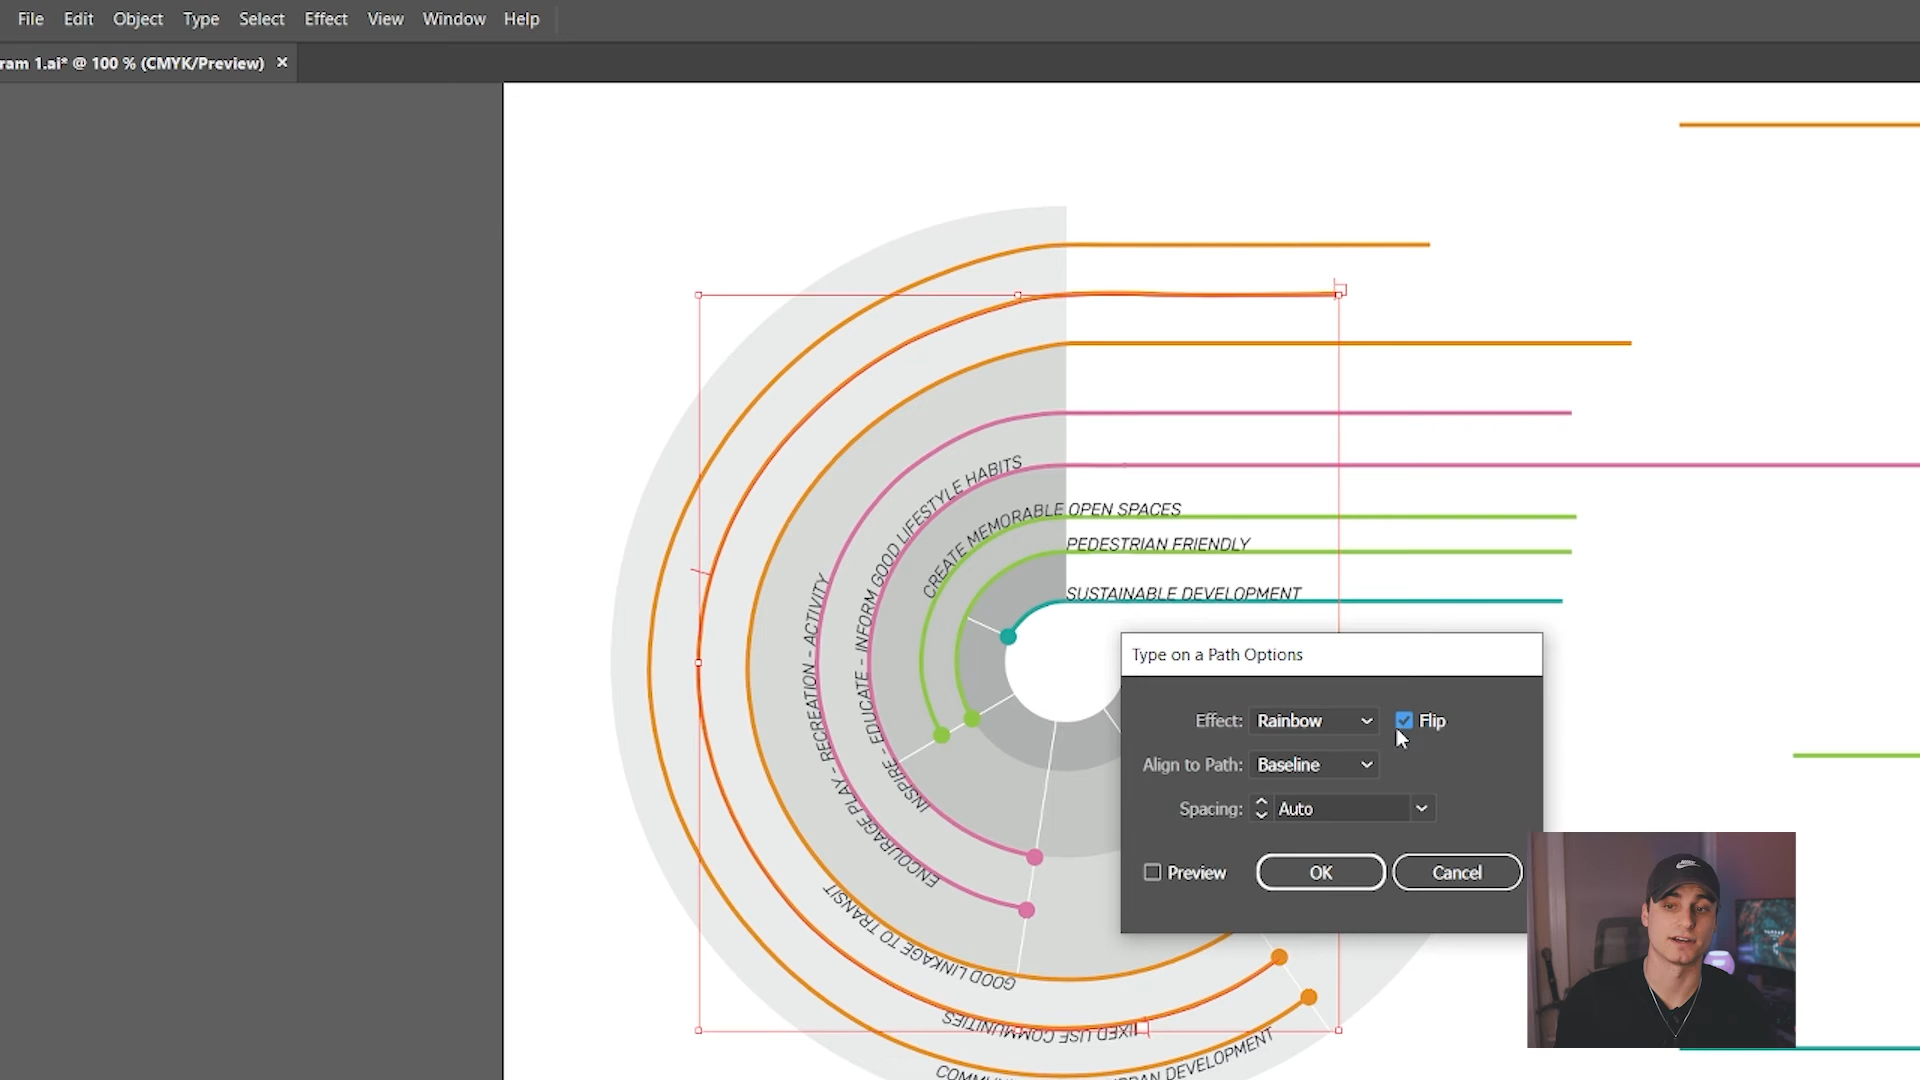 File Edit Object Type Select Effect View Window Help
ram 1.ai* @ 100 % (CMYK/Preview) ×
INSPIRE - EDUCATE - INFORM GOOD LIFESTYLE HABITS
CREATE MEMORABLE OPEN SPACES
PEDESTRIAN FRIENDLY
SUSTAINABLE DEVELOPMENT
ENCOURAGE PLAY - RECREATION - ACTIVITY
GOOD LINKAGE TO TRANSIT
IXED USE COMMUNITIES
DEVELOPMENT
Type on a Path Options
Effect: Rainbow Flip
Align to Path: Baseline
Spacing: Auto
Preview OK Cancel